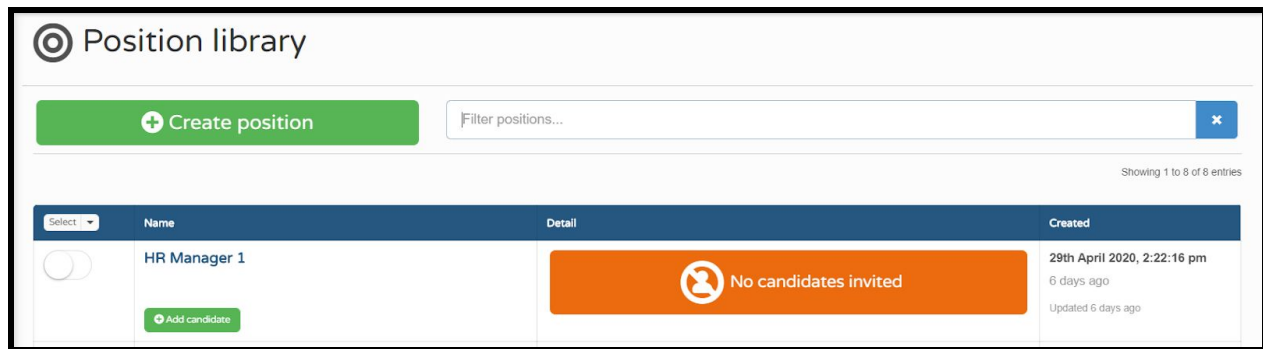 Position library
Create position
Filter positions...
Showing 1 to 8 of 8 entries
Select
Name
Detail
Created
HR Manager 1
No candidates invited
29th April 2020, 2:22:16 pm
6 days ago
Updated 6 days ago
Add candidate